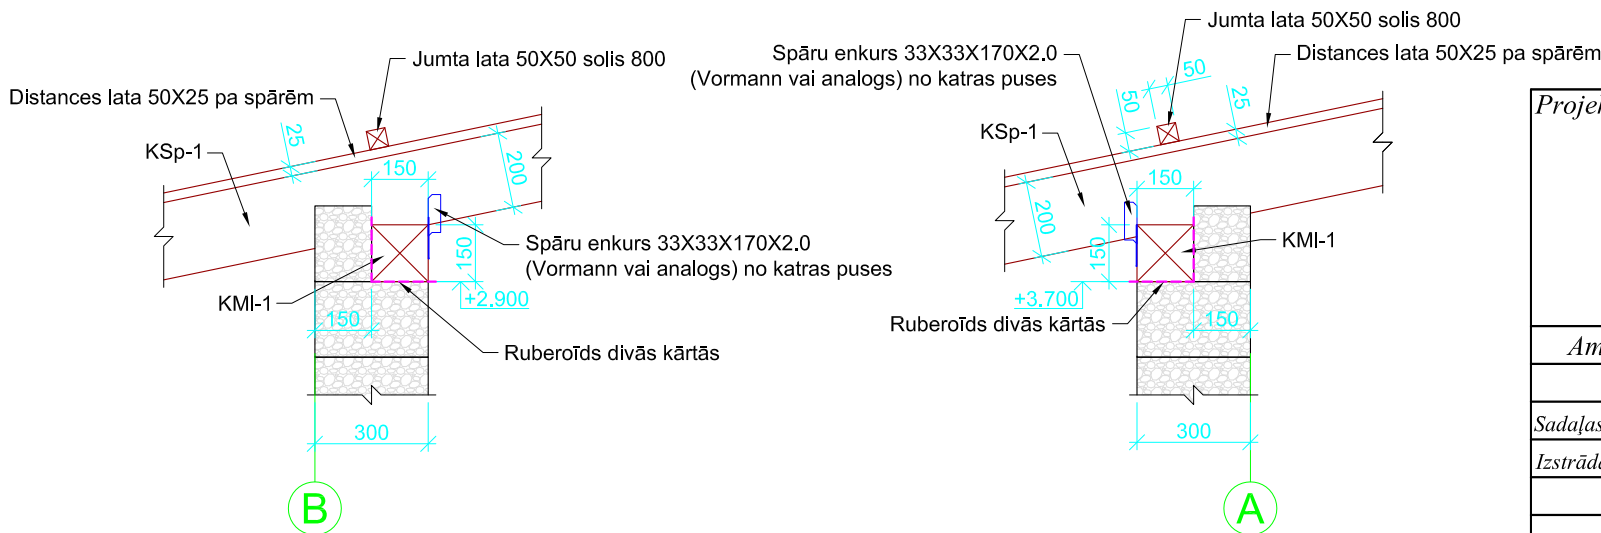 Jumta lata 50X50 solis 800
Distances lata 50X25 pa spārēm
25
KSp-1
150
200
150
Spāru enkurs 33X33X170X2.0
(Vormann vai analogs) no katras puses
KMl-1
+2.900
150
Ruberoīds divās kārtās
300
B
Jumta lata 50X50 solis 800
Spāru enkurs 33X33X170X2.0
(Vormann vai analogs) no katras puses
Distances lata 50X25 pa spārēm
50
50
25
KSp-1
150
200
150
KMl-1
+3.700
150
Ruberoīds divās kārtās
300
A
Projek
Am
Sadaļas
Izstrādā